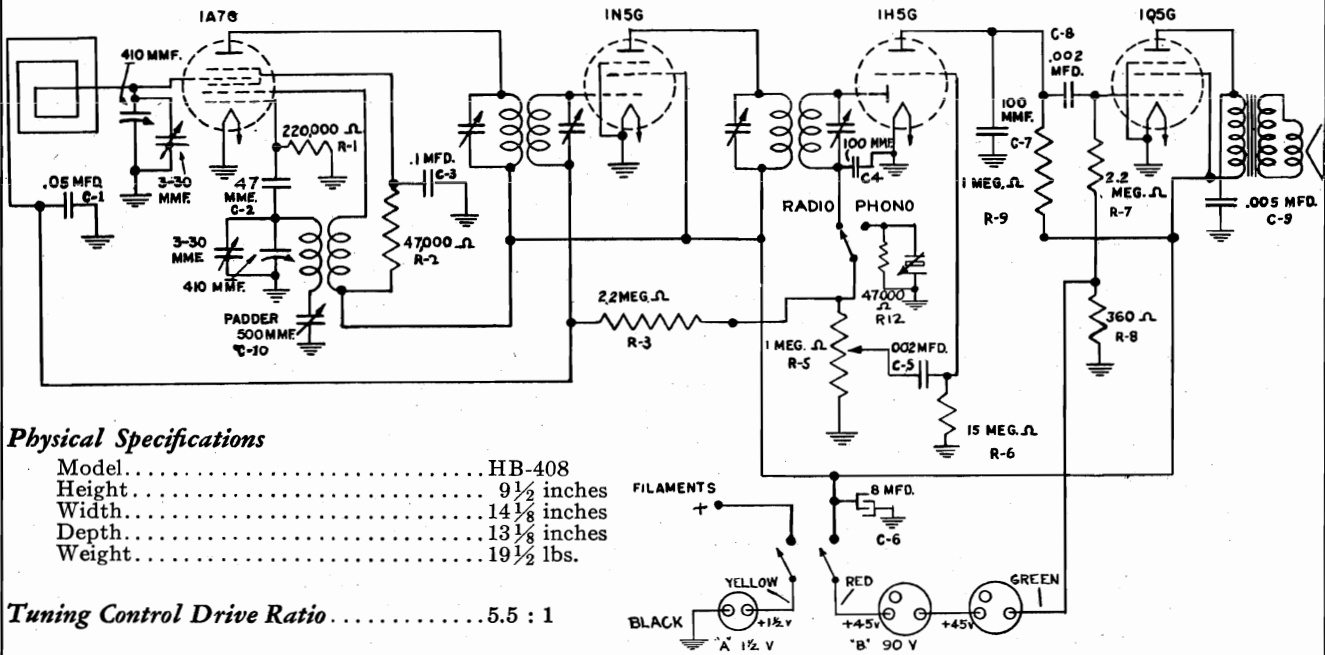 1A7G
1N5G
1H5G
1Q5G
410 MMF.
C-8
.002
MFD.
220,000 Ω
R-1
.1 MFD.
C-3
100 MMF.
C4
100
MMF.
C-7
.05 MFD.
C-1
3-30
MMF.
47
MMF.
C-2
1 MEG. Ω
R-9
2.2
MEG. Ω
R-7
.005 MFD.
C-9
RADIO PHONO
3-30
MMF.
47,000 Ω
R-2
410 MMF.
2.2 MEG. Ω
R-3
47000
Ω
R12
PADDER
500 MMF.
C-10
1 MEG. Ω
R-5
.002 MFD.
C-5
360 Ω
R-8
15 MEG. Ω
R-6
Physical Specifications
Model HB-408
Height 9½ inches
Width 14⅛ inches
Depth 13⅛ inches
Weight 19½ lbs.
Tuning Control Drive Ratio 5.5 : 1
FILAMENTS
+
8 MFD.
C-6
YELLOW
RED
GREEN
BLACK
+1½ V
+45V
+45V
"A" 1½ V
"B" 90 V